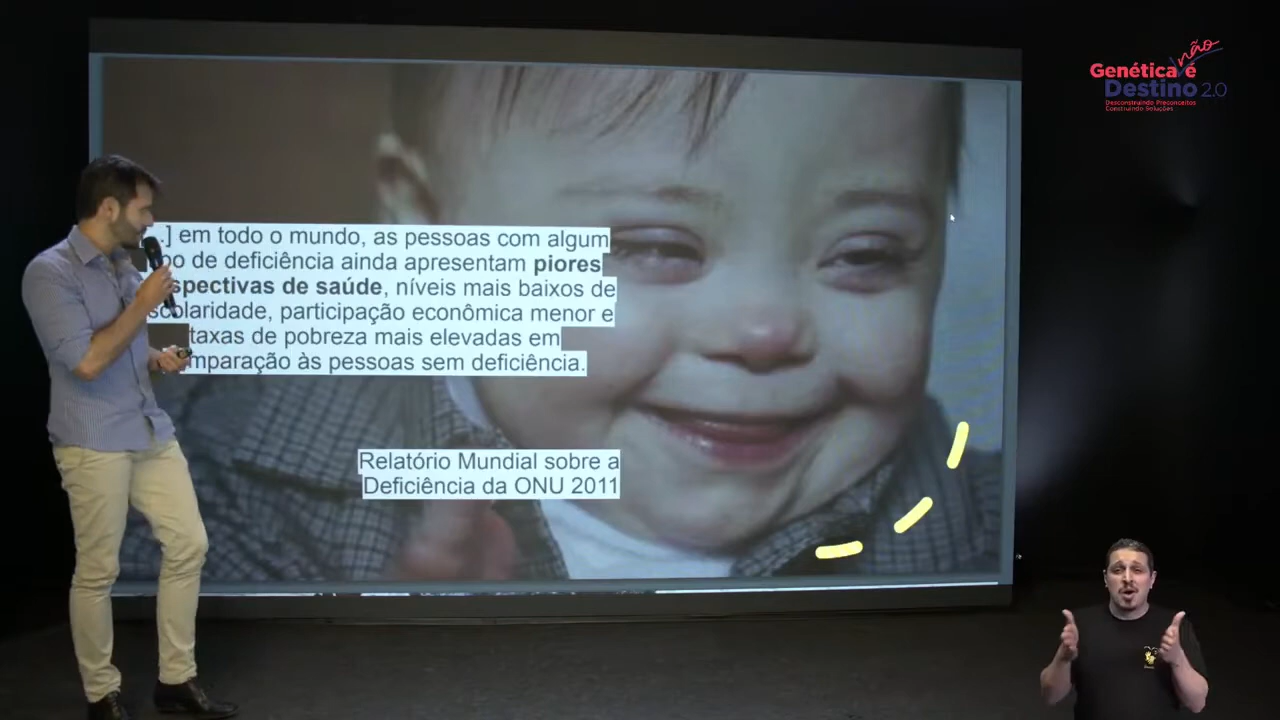 não
Genética é
Destino 2.0
Desconstruindo Preconceitos
Construindo Soluções
.] em todo o mundo, as pessoas com algum
po de deficiência ainda apresentam piores
spectivas de saúde, níveis mais baixos de
scolaridade, participação econômica menor e
taxas de pobreza mais elevadas em
mparação às pessoas sem deficiência.
Relatório Mundial sobre a
Deficiência da ONU 2011